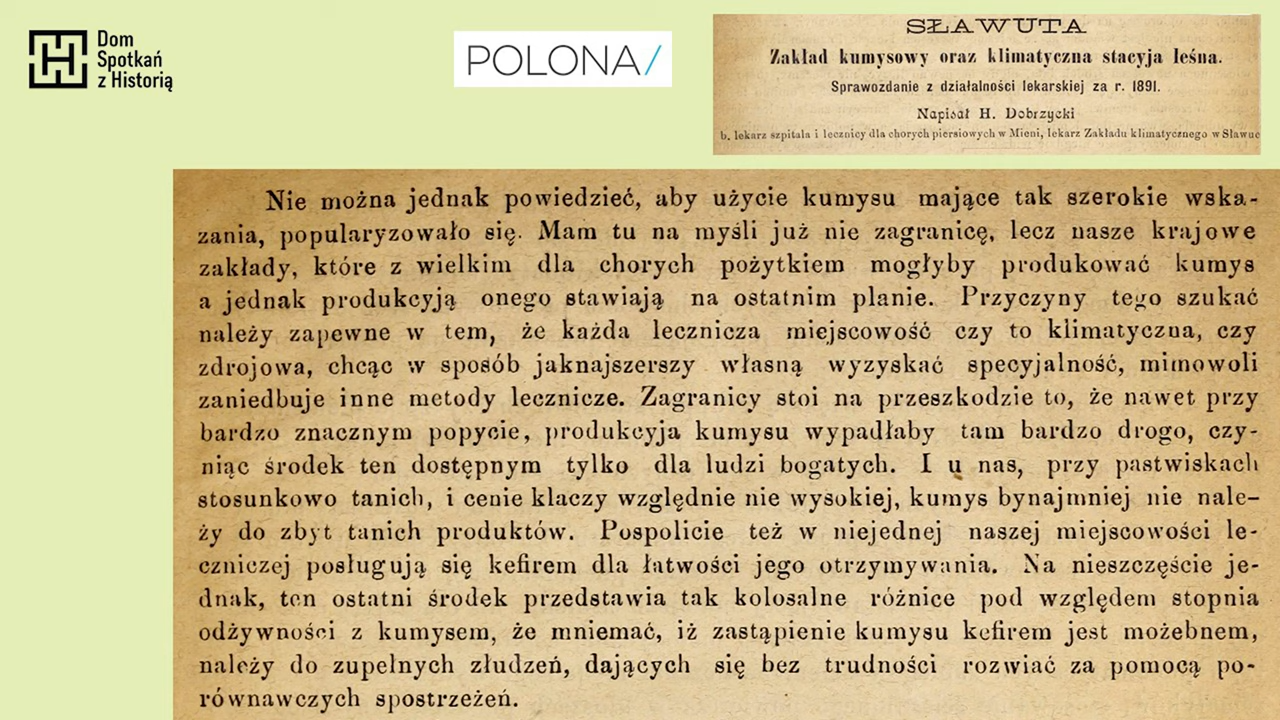 Dom
Spotkań
z Historią
POLONA/
SŁAWUTA
Zakład kumysowy oraz klimatyczna stacyja leśna.
Sprawozdanie z działalności lekarskiej za r. 1891.
Napisał H. Dobrzycki
b. lekarz szpitala i lecznicy dla chorych piersiowych w Mieni, lekarz Zakładu klimatycznego w Sławuc
Nie można jednak powiedzieć, aby użycie kumysu mające tak szerokie wska-
zania, popularyzowało się. Mam tu na myśli już nie zagranicę, lecz nasze krajowe
zakłady, które z wielkim dla chorych pożytkiem mogłyby produkować kumys
a jednak produkcyją onego stawiają na ostatnim planie. Przyczyny tego szukać
należy zapewne w tem, że każda lecznicza miejscowość czy to klimatyczna, czy
zdrojowa, chcąc w sposób jaknajszerszy własną wyzyskać specyjalność, mimowoli
zaniedbuje inne metody lecznicze. Zagranicy stoi na przeszkodzie to, że nawet przy
bardzo znacznym popycie, produkcyja kumysu wypadłaby tam bardzo drogo, czy-
niąc środek ten dostępnym tylko dla ludzi bogatych. I u nas, przy pastwiskach
stosunkowo tanich, i cenie klaczy względnie nie wysokiej, kumys bynajmniej nie nale-
ży do zbyt tanich produktów. Pospolicie też w niejednej naszej miejscowości le-
czniczej posługują się kefirem dla łatwości jego otrzymywania. Na nieszczęście je-
dnak, ten ostatni środek przedstawia tak kolosalne różnice pod względem stopnia
odżywności z kumysem, że mniemać, iż zastąpienie kumysu kefirem jest możebnem,
należy do zupełnych złudzeń, dających się bez trudności rozwiać za pomocą po-
równawczych spostrzeżeń.